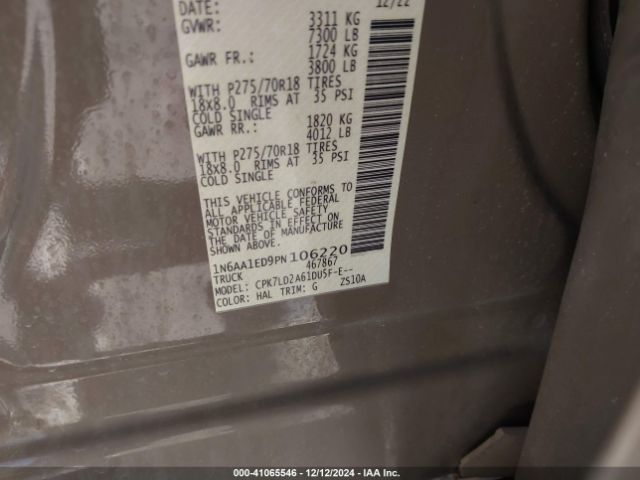 DATE: 12/22
GVWR: 3311 KG
7300 LB
GAWR FR.: 1724 KG
3800 LB
WITH P275/70R18 TIRES
18x8.0 RIMS AT 35 PSI
COLD SINGLE
GAWR RR.: 1820 KG
4012 LB
WITH P275/70R18 TIRES
18x8.0 RIMS AT 35 PSI
COLD SINGLE
THIS VEHICLE CONFORMS TO
ALL APPLICABLE FEDERAL
MOTOR VEHICLE SAFETY
STANDARDS IN EFFECT ON
THE DATE OF MANUFACTURE
SHOWN ABOVE.
1N6AA1ED9PN106220
TRUCK 467867
MODEL: CPK7LD2A61DU5F-E--
COLOR: HAL TRIM: G ZS10A
000-41065546 - 12/12/2024 - IAA Inc.